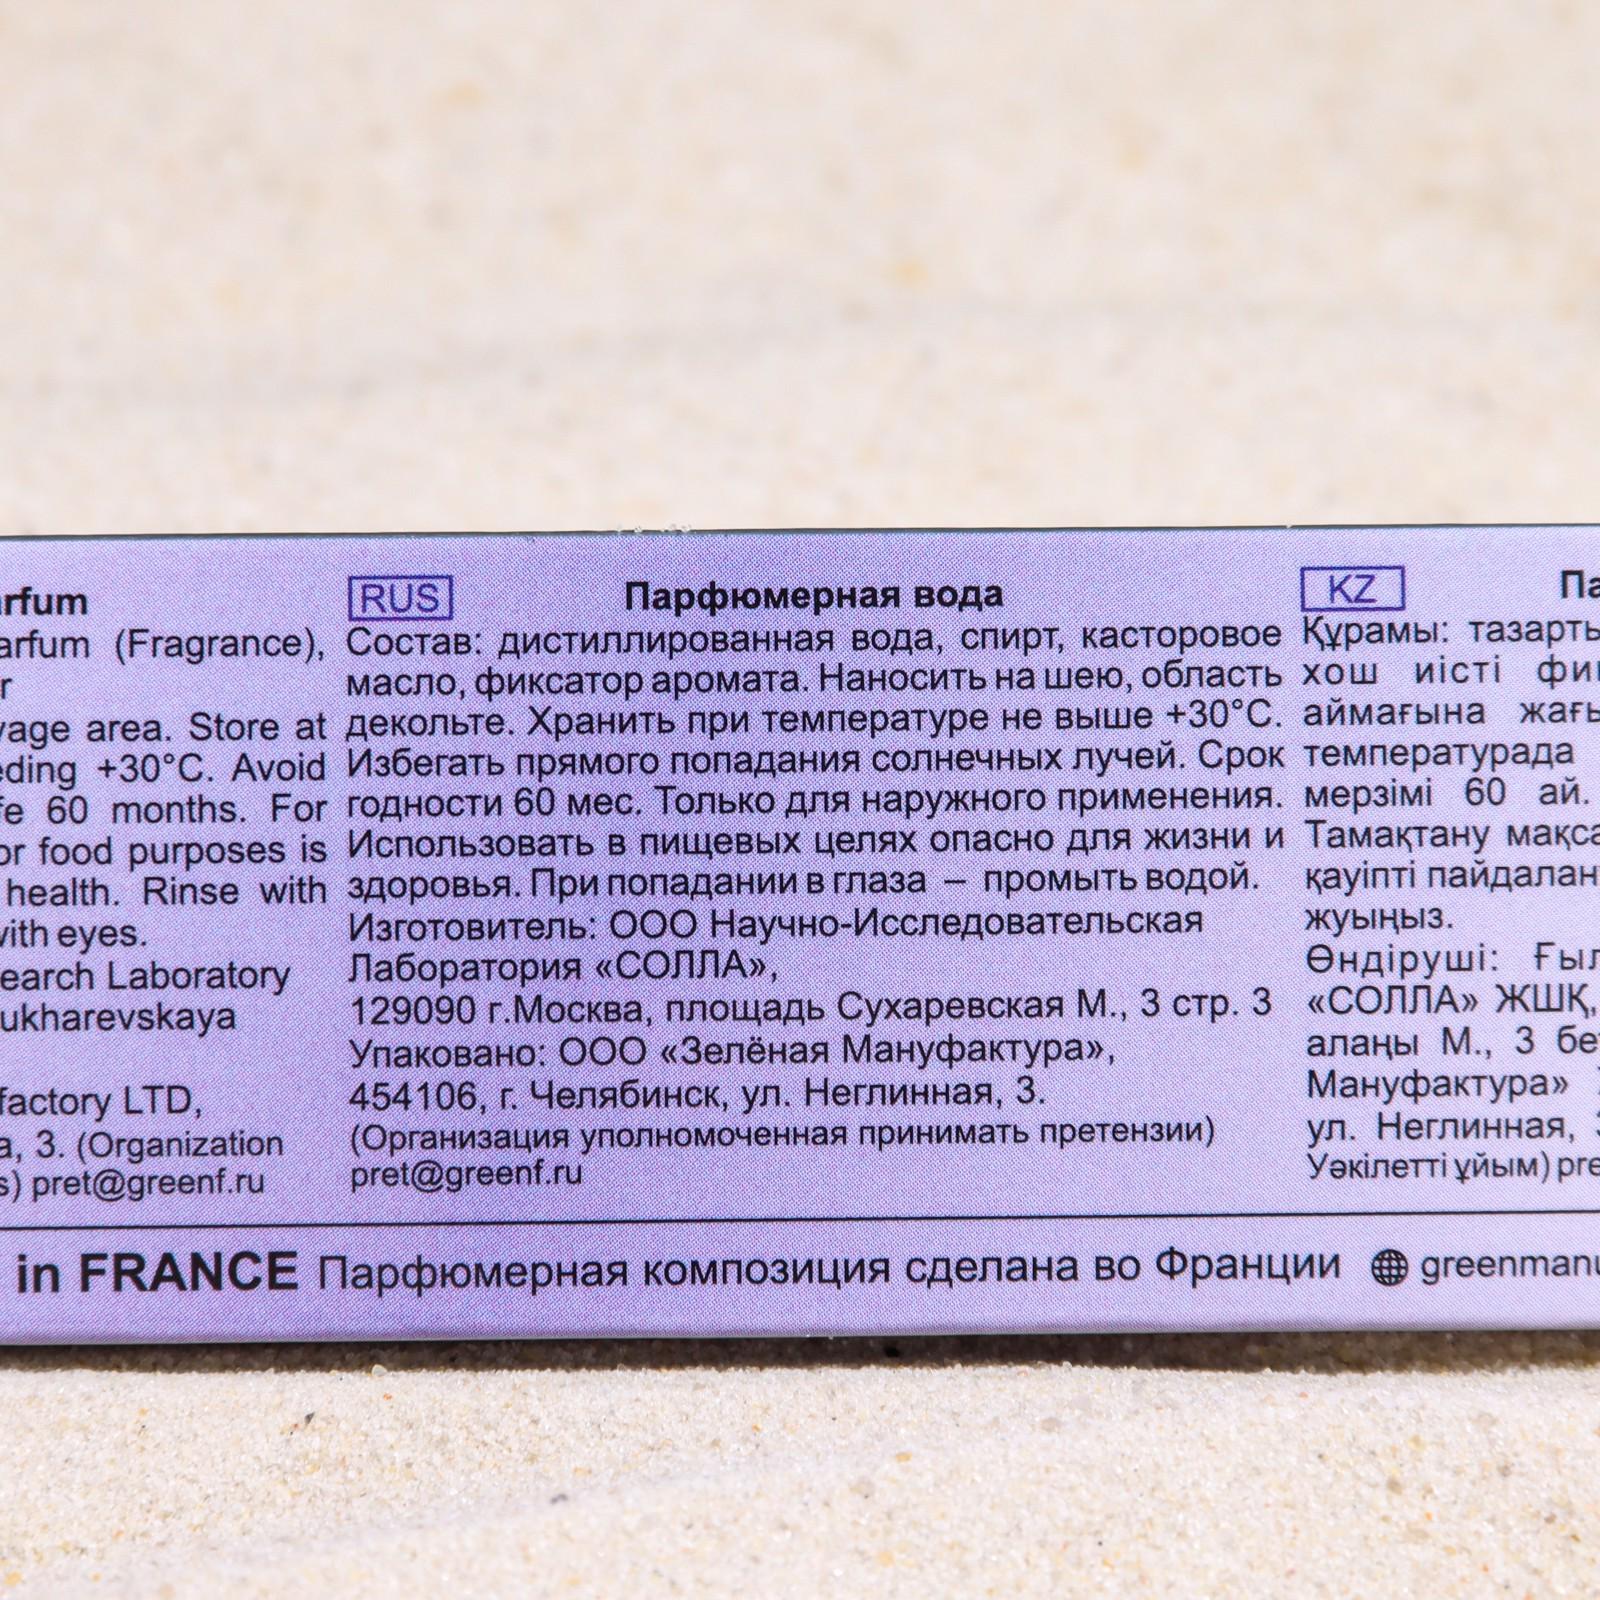 arfum
arfum (Fragrance),
r
vage area. Store at
eding +30°C. Avoid
fe 60 months. For
or food purposes is
health. Rinse with
with eyes.
earch Laboratory
ukharevskaya
factory LTD,
a, 3. (Organization
s) pret@greenf.ru
RUS
Парфюмерная вода
Состав: дистиллированная вода, спирт, касторовое
масло, фиксатор аромата. Наносить на шею, область
декольте. Хранить при температуре не выше +30°С.
Избегать прямого попадания солнечных лучей. Срок
годности 60 мес. Только для наружного применения.
Использовать в пищевых целях опасно для жизни и
здоровья. При попадании в глаза – промыть водой.
Изготовитель: ООО Научно-Исследовательская
Лаборатория «СОЛЛА»,
129090 г.Москва, площадь Сухаревская М., 3 стр. 3
Упаковано: ООО «Зелёная Мануфактура»,
454106, г. Челябинск, ул. Неглинная, 3.
(Организация уполномоченная принимать претензии)
pret@greenf.ru
KZ
Па
Құрамы: тазарть
хош иісті фи
аймағына жағы
температурада
мерзімі 60 ай.
Тамақтану мақса
қауіпті пайдалан
жуыңыз.
Өндіруші: Ғыл
«СОЛЛА» ЖШҚ,
алаңы М., 3 бе
Мануфактура»
ул. Неглинная,
Уәкілетті ұйым) pre
in FRANCE Парфюмерная композиция сделана во Франции greenmanu